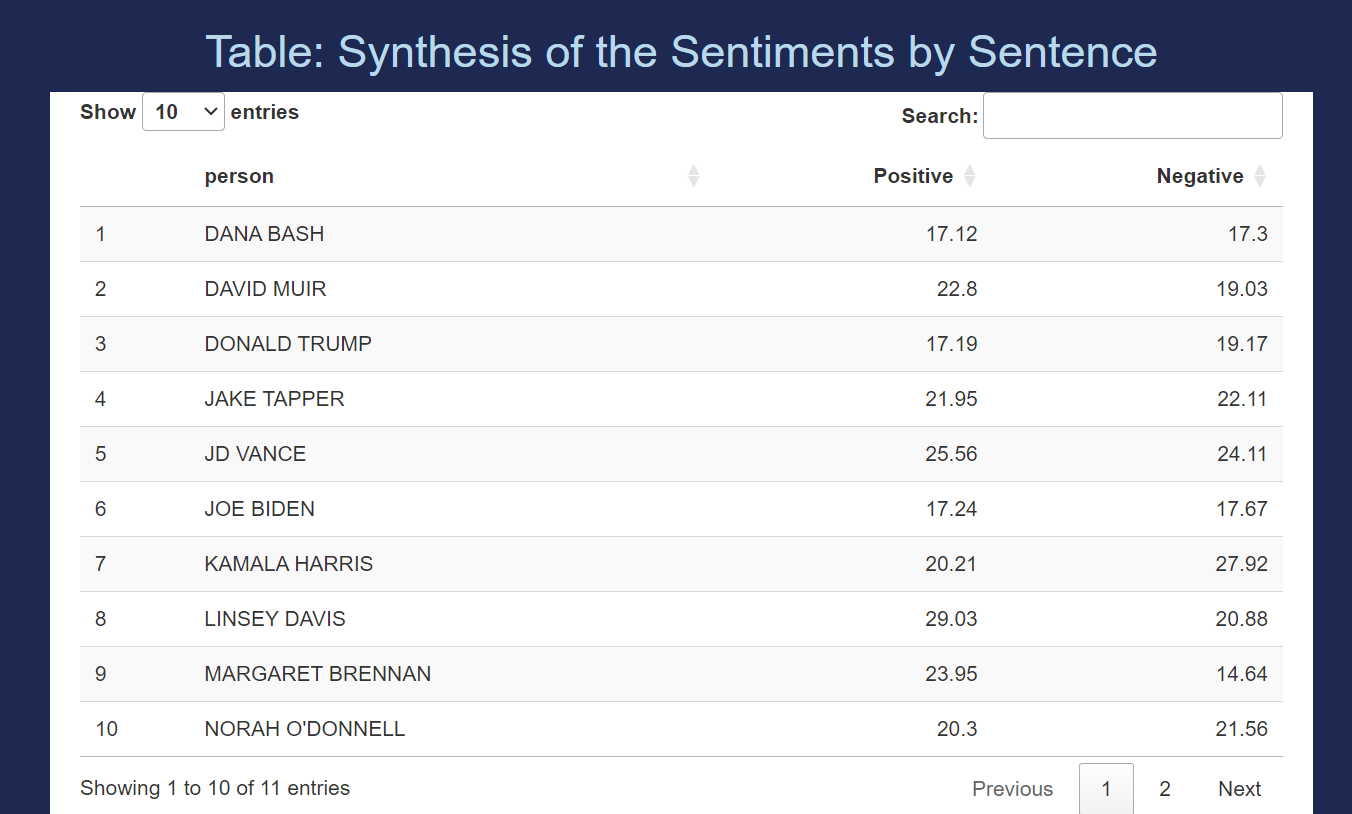 Table: Synthesis of the Sentiments by Sentence
Show 10 entries Search:
person Positive Negative
1 DANA BASH 17.12 17.3
2 DAVID MUIR 22.8 19.03
3 DONALD TRUMP 17.19 19.17
4 JAKE TAPPER 21.95 22.11
5 JD VANCE 25.56 24.11
6 JOE BIDEN 17.24 17.67
7 KAMALA HARRIS 20.21 27.92
8 LINSEY DAVIS 29.03 20.88
9 MARGARET BRENNAN 23.95 14.64
10 NORAH O'DONNELL 20.3 21.56
Showing 1 to 10 of 11 entries Previous 1 2 Next